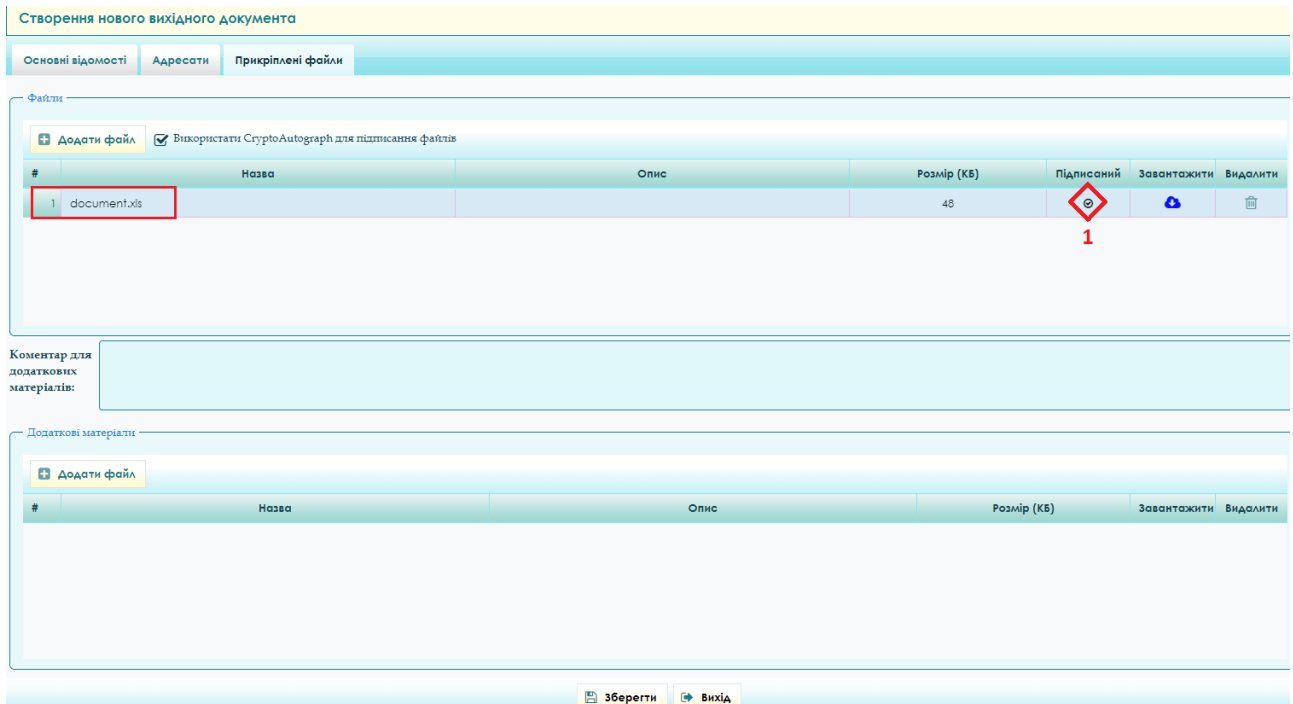 Створення нового вихідного документа
Основні відомості Адресати Прикріплені файли
Файли
Додати файл Використати CryptoAutograph для підписання файлів
# Назва Опис Розмір (КБ) Підписаний Завантажити Видалити
1 document.xls 48
1
Коментар для
додаткових
матеріалів:
Додаткові матеріали
Додати файл
# Назва Опис Розмір (КБ) Завантажити Видалити
Зберегти Вихід